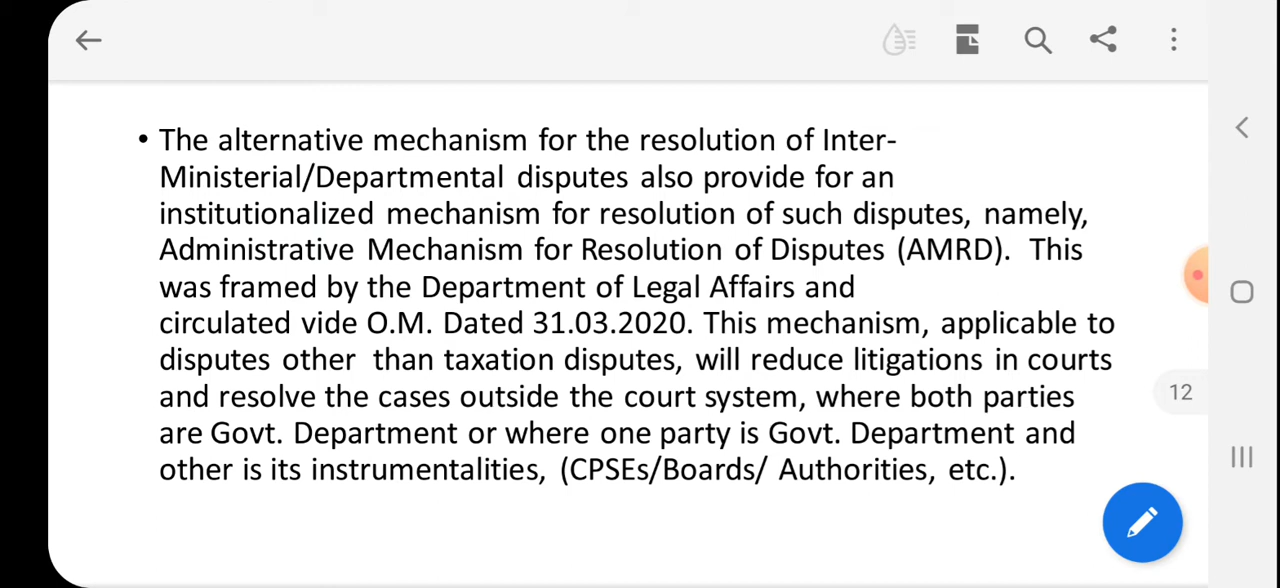 • The alternative mechanism for the resolution of Inter-
Ministerial/Departmental disputes also provide for an
institutionalized mechanism for resolution of such disputes, namely,
Administrative Mechanism for Resolution of Disputes (AMRD).  This
was framed by the Department of Legal Affairs and
circulated vide O.M. Dated 31.03.2020. This mechanism, applicable to
disputes other  than taxation disputes, will reduce litigations in courts
and resolve the cases outside the court system, where both parties
are Govt. Department or where one party is Govt. Department and
other is its instrumentalities, (CPSEs/Boards/ Authorities, etc.).
12